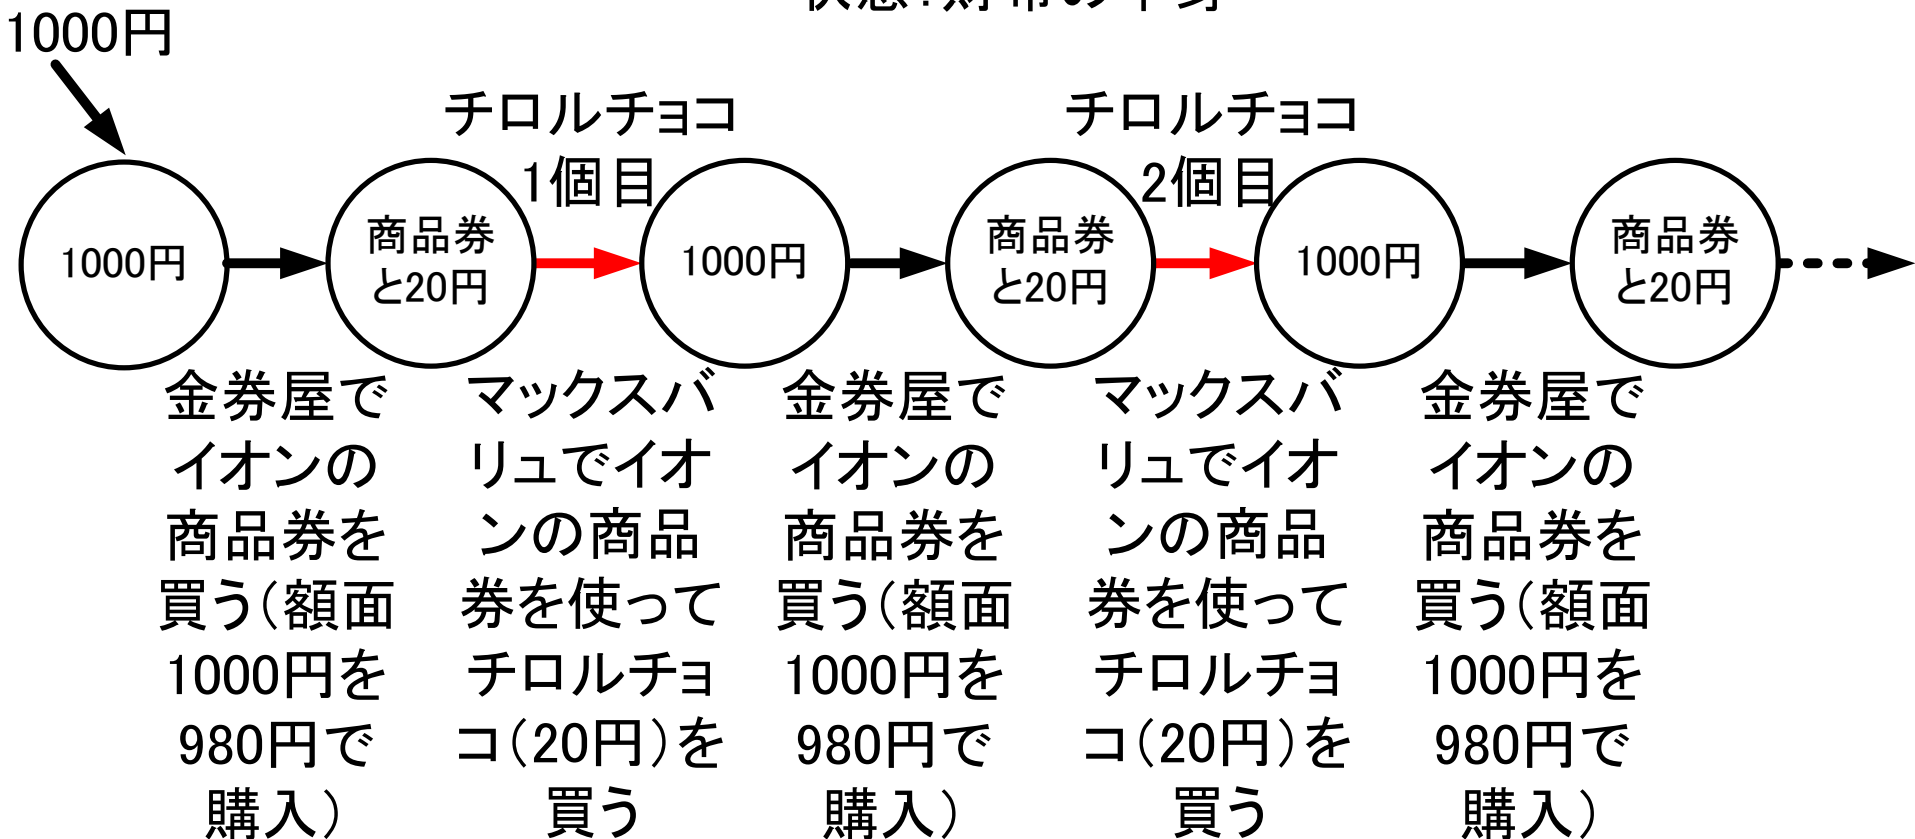 1000円
チロルチョコ
1個目
チロルチョコ
2個目
1000円
商品券
と20円
1000円
商品券
と20円
1000円
商品券
と20円
金券屋で
イオンの
商品券を
買う(額面
1000円を
980円で
購入)
マックスバ
リュでイオ
ンの商品
券を使って
チロルチョ
コ(20円)を
買う
金券屋で
イオンの
商品券を
買う(額面
1000円を
980円で
購入)
マックスバ
リュでイオ
ンの商品
券を使って
チロルチョ
コ(20円)を
買う
金券屋で
イオンの
商品券を
買う(額面
1000円を
980円で
購入)